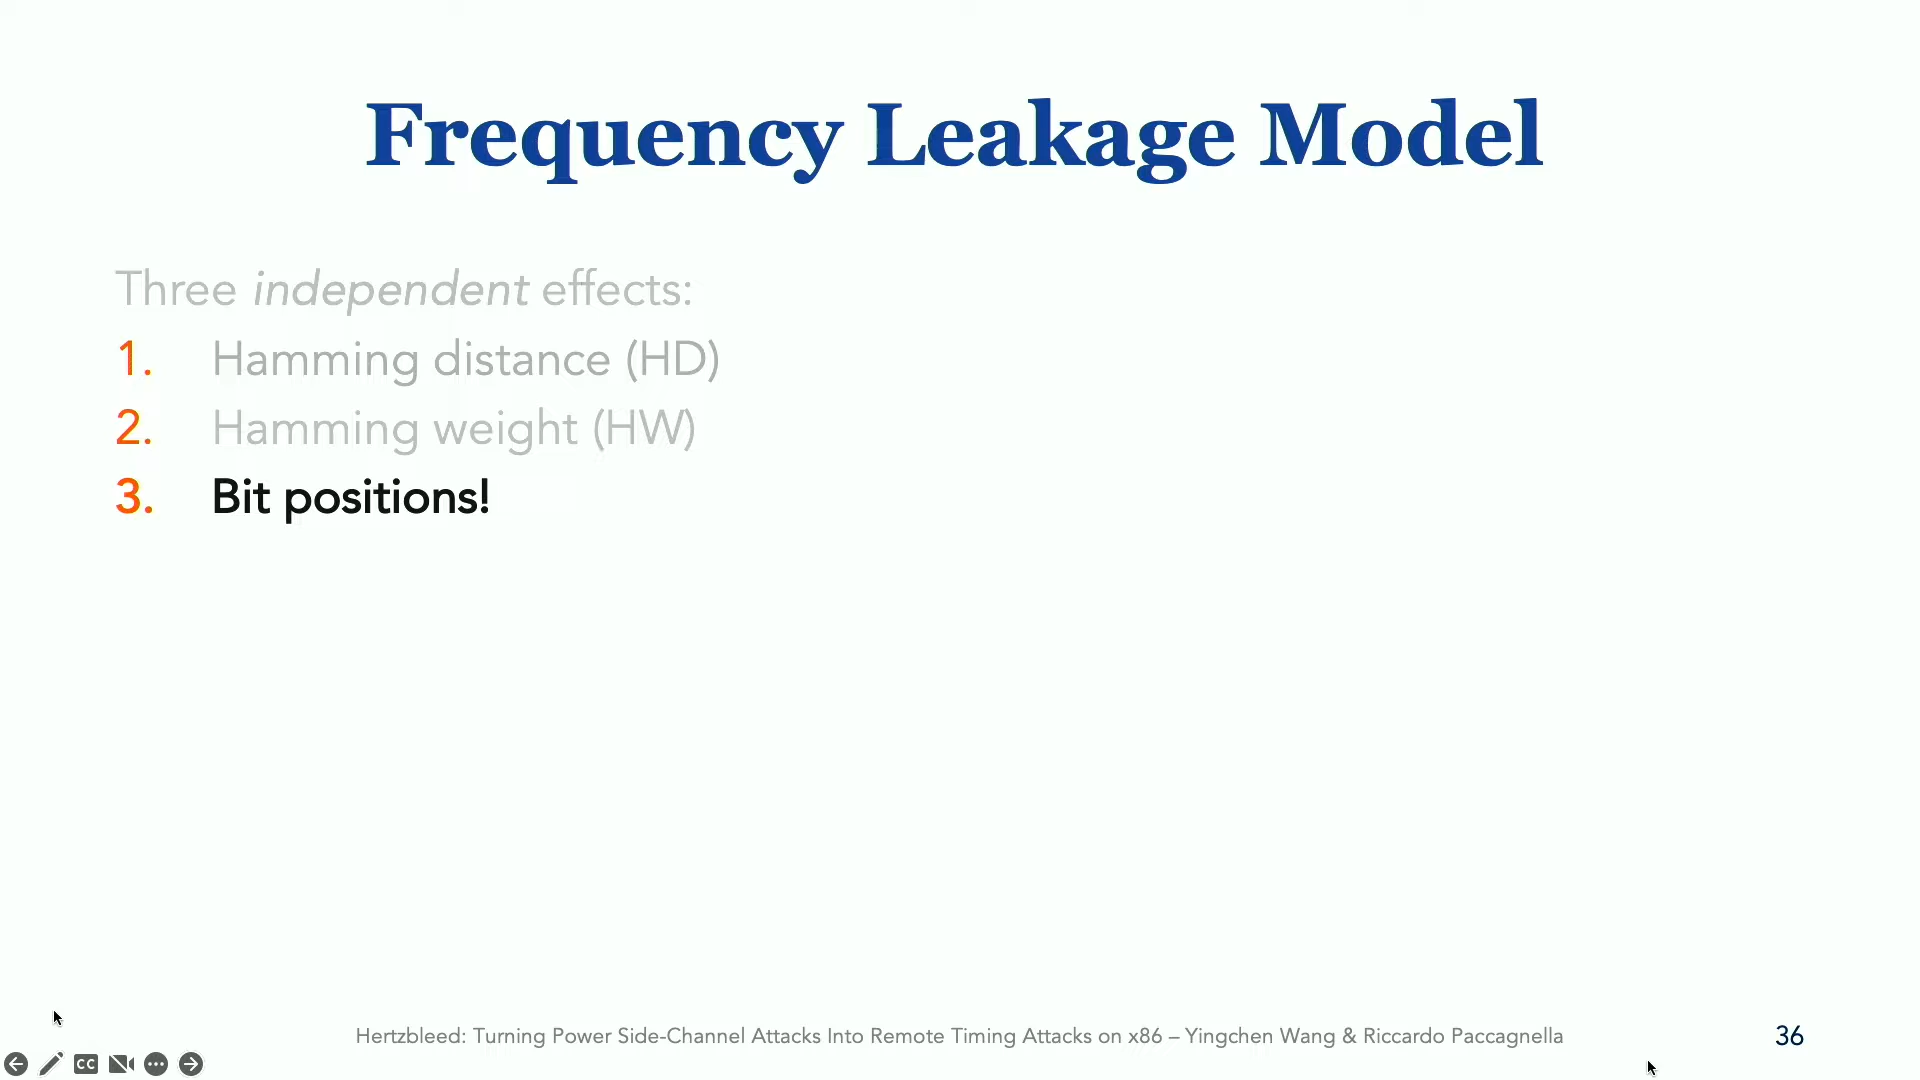 Frequency Leakage Model
Three independent effects:
1. Hamming distance (HD)
2. Hamming weight (HW)
3. Bit positions!
Hertzbleed: Turning Power Side-Channel Attacks Into Remote Timing Attacks on x86 – Yingchen Wang & Riccardo Paccagnella
36
CC